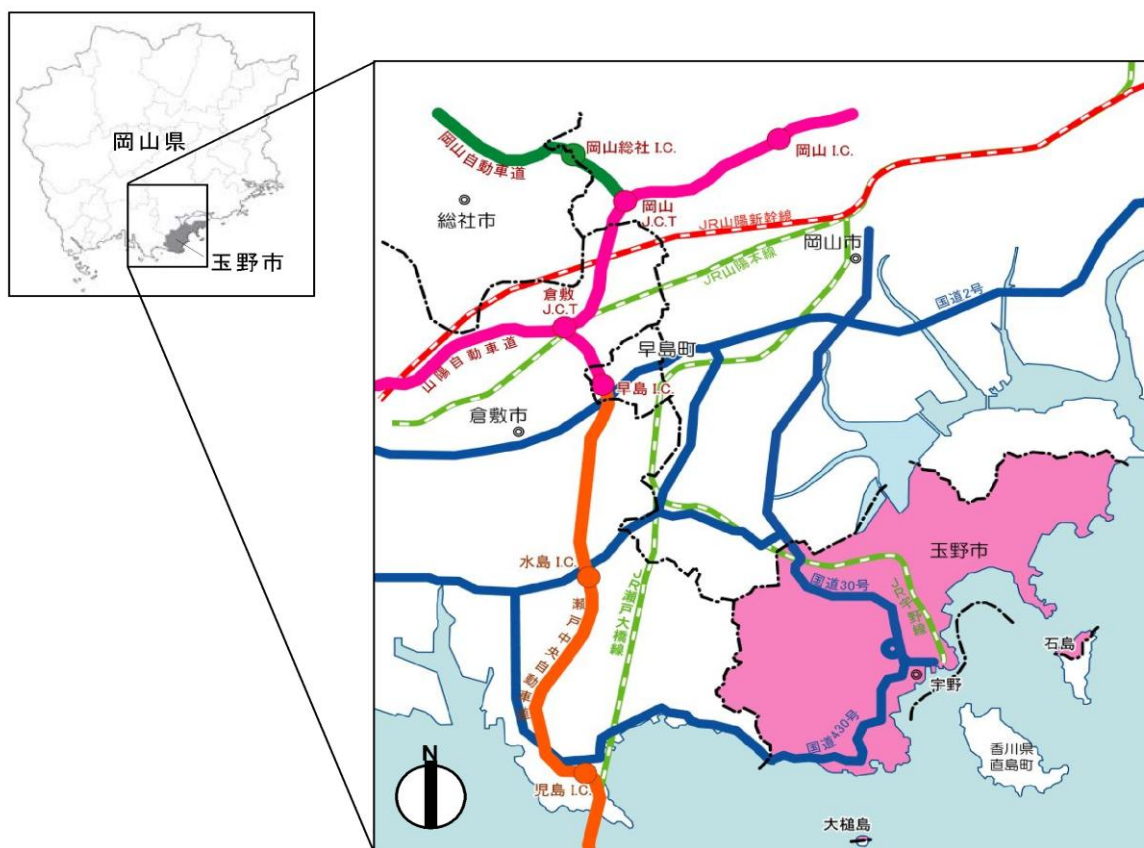 岡山県
玉野市
岡山自動車道
岡山総社 I.C.
岡山 I.C.
総社市
岡山
J.C.T
JR山陽新幹線
岡山市
JR山陽本線
国道2号
倉敷
J.C.T
山陽自動車道
早島町
早島 I.C.
倉敷市
玉野市
水島 I.C.
国道30号
JR宇野線
瀬戸中央自動車道
JR瀬戸大橋線
石島
宇野
国道430号
香川県
直島町
N
児島 I.C.
大槌島